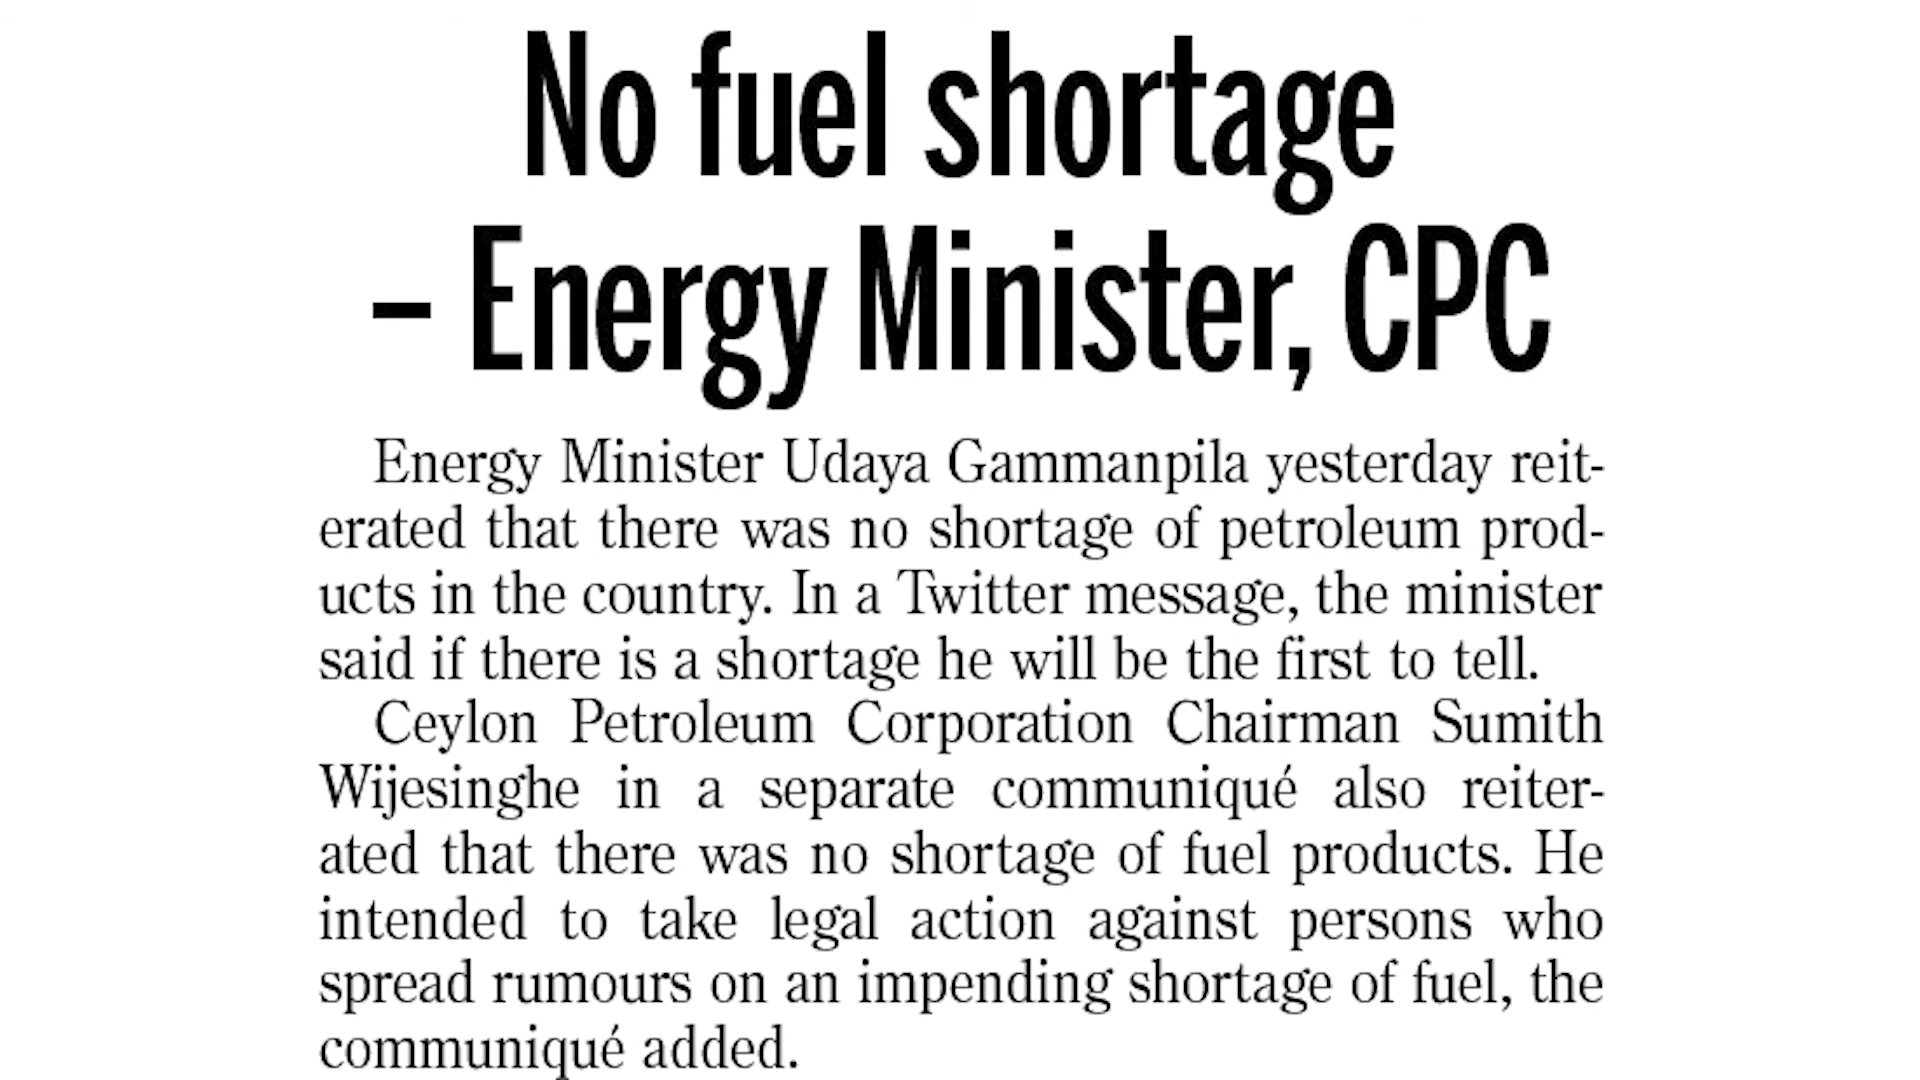 No fuel shortage
– Energy Minister, CPC
Energy Minister Udaya Gammanpila yesterday reit-
erated that there was no shortage of petroleum prod-
ucts in the country. In a Twitter message, the minister
said if there is a shortage he will be the first to tell.
Ceylon Petroleum Corporation Chairman Sumith
Wijesinghe in a separate communiqué also reiter-
ated that there was no shortage of fuel products. He
intended to take legal action against persons who
spread rumours on an impending shortage of fuel, the
communiqué added.